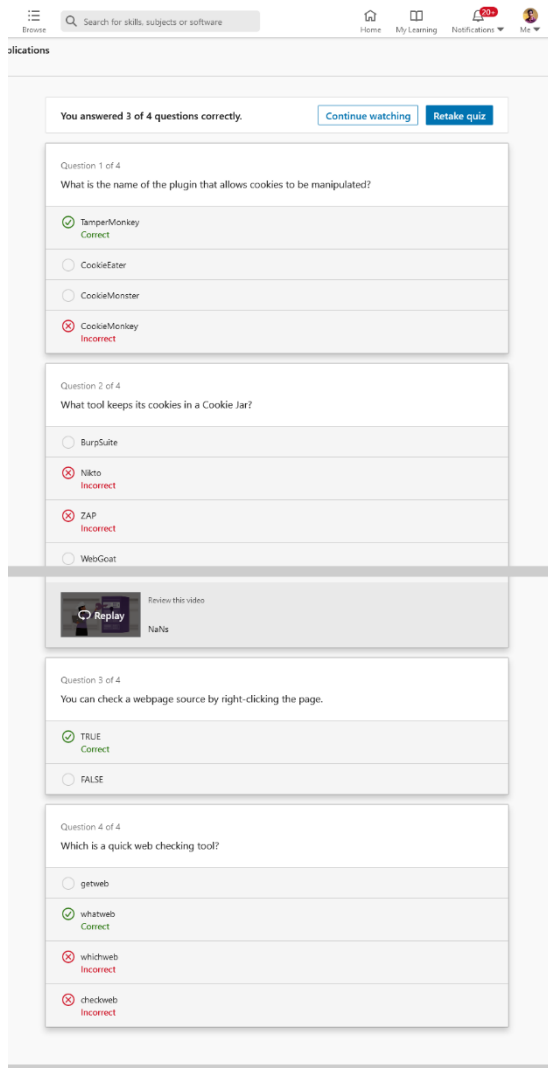 Browse
Search for skills, subjects or software
Home
My Learning
20+
Notifications
Me
plications
You answered 3 of 4 questions correctly.
Continue watching
Retake quiz
Question 1 of 4
What is the name of the plugin that allows cookies to be manipulated?
TamperMonkey
Correct
CookieEater
CookieMonster
CookieMonkey
Incorrect
Question 2 of 4
What tool keeps its cookies in a Cookie Jar?
BurpSuite
Nikto
Incorrect
ZAP
Incorrect
WebGoat
Replay
Review this video
NaNs
Question 3 of 4
You can check a webpage source by right-clicking the page.
TRUE
Correct
FALSE
Question 4 of 4
Which is a quick web checking tool?
getweb
whatweb
Correct
whichweb
Incorrect
checkweb
Incorrect